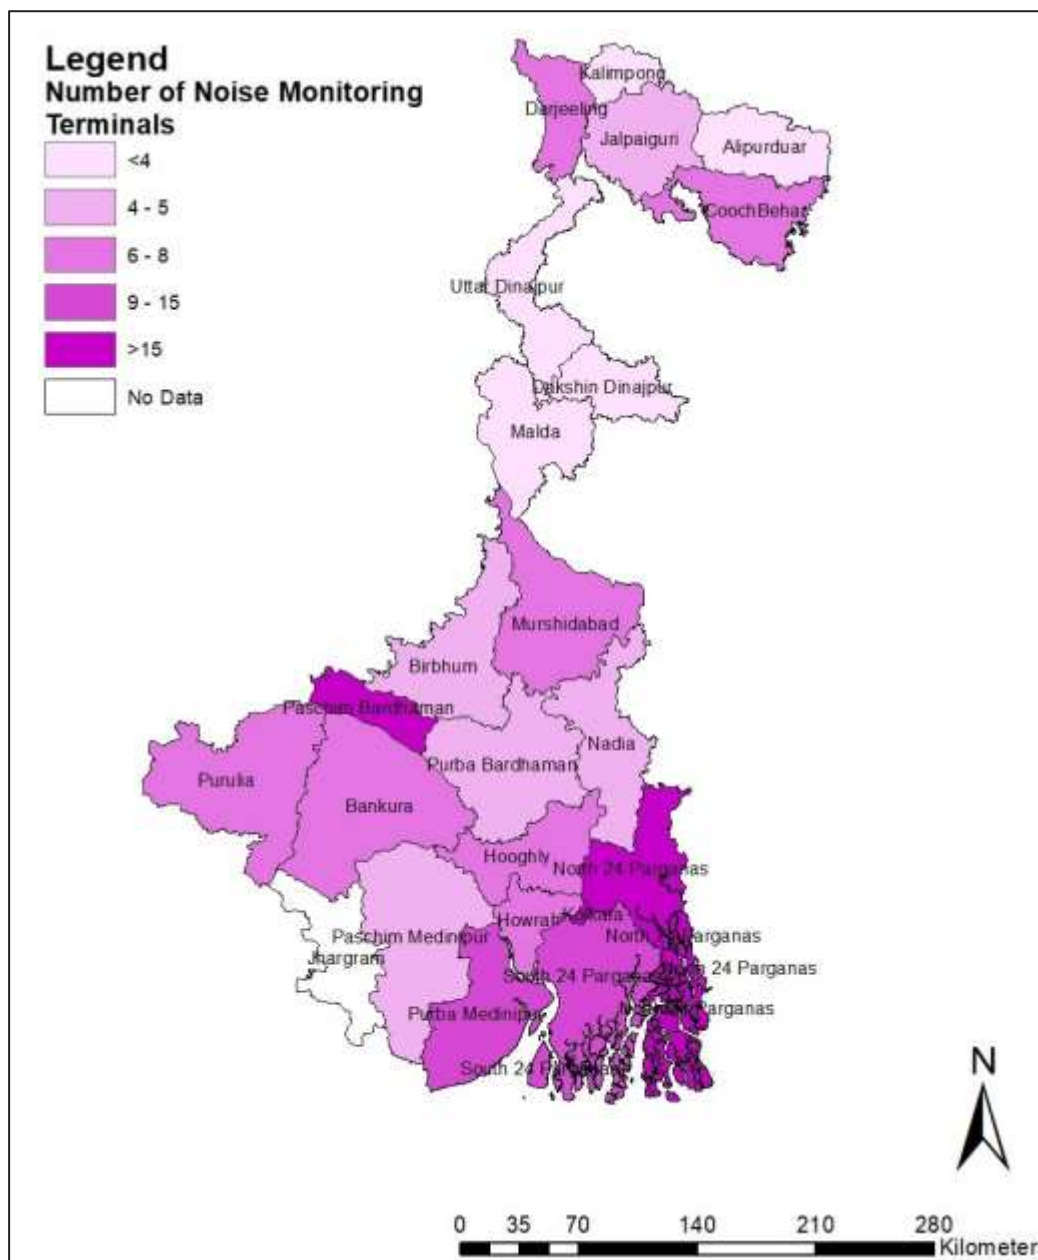 Legend
Number of Noise Monitoring
Terminals
<4
4 - 5
6 - 8
9 - 15
>15
No Data
Kalimpong
Darjeeling
Jalpaiguri
Alipurduar
CoochBehar
Uttar Dinajpur
Dakshin Dinajpur
Malda
Murshidabad
Birbhum
Paschim Bardhaman
Nadia
Purba Bardhaman
Purulia
Bankura
Hooghly
North 24 Parganas
Howrah
Kolkata
Paschim Medinipur
North 24 Parganas
Jhargram
South 24 Parganas
24 Parganas
Purba Medinipur
Parganas
South 24 Parganas
N
0 35 70 140 210 280
Kilometer